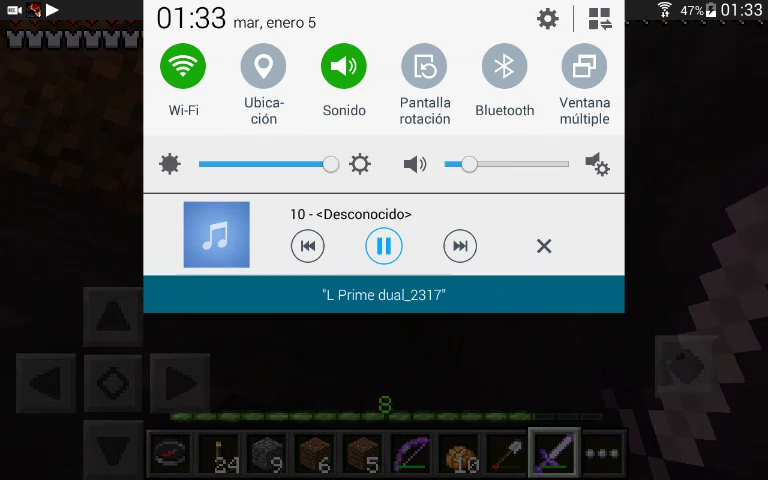 REC
47%
01:33
01:33 mar, enero 5
Wi-Fi
Ubica-
ción
Sonido
Pantalla
rotación
Bluetooth
Ventana
múltiple
10 - <Desconocido>
"L Prime dual_2317"
8
24
9
6
5
10